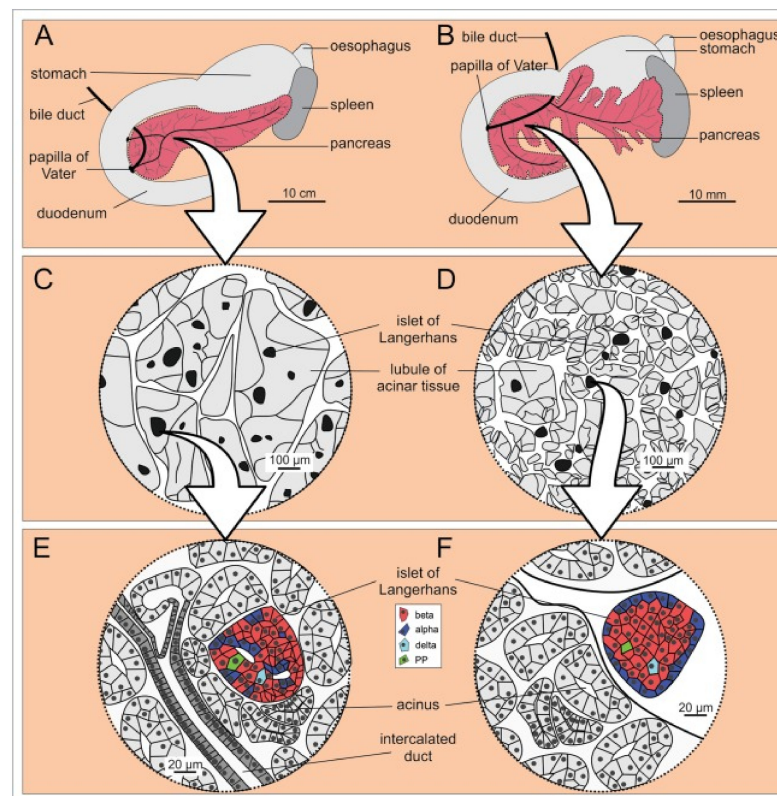 A
oesophagus
stomach
bile duct
spleen
pancreas
papilla of
Vater
duodenum
10 cm
B
oesophagus
stomach
bile duct
papilla of Vater
spleen
pancreas
duodenum
10 mm
C
D
islet of
Langerhans
lubule of
acinar tissue
100 µm
100 µm
E
F
islet of
Langerhans
beta
alpha
delta
PP
acinus
intercalated
duct
20 µm
20 µm